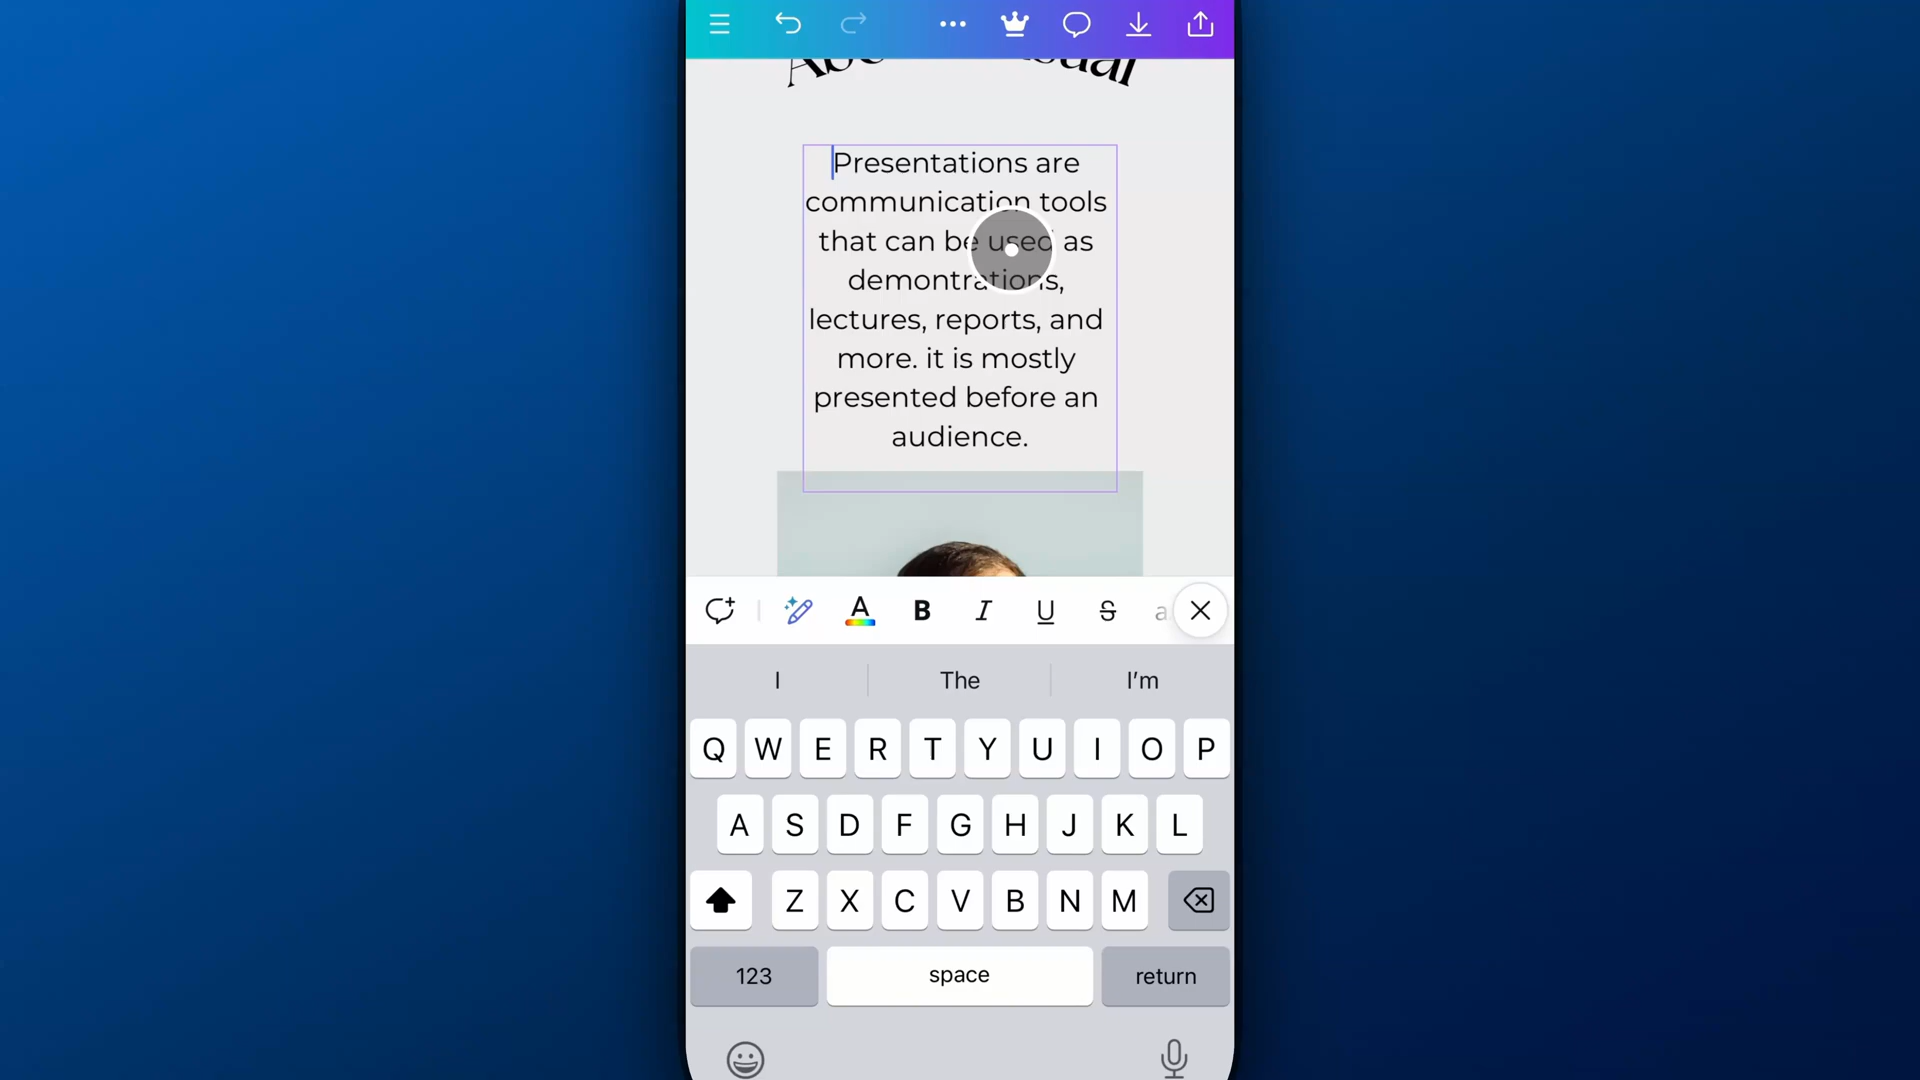 Presentations are
communication tools
that can be used as
demontrations,
lectures, reports, and
more. it is mostly
presented before an
audience.
A B I U S a
I The I'm
Q W E R T Y U I O P
A S D F G H J K L
Z X C V B N M
123 space return